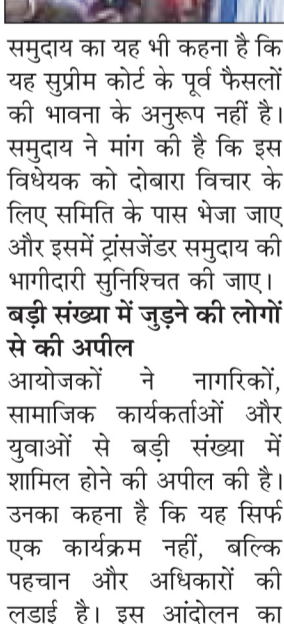 समुदाय का यह भी कहना है कि
यह सुप्रीम कोर्ट के पूर्व फैसलों
की भावना के अनुरूप नहीं है।
समुदाय ने मांग की है कि इस
विधेयक को दोबारा विचार के
लिए समिति के पास भेजा जाए
और इसमें ट्रांसजेंडर समुदाय की
भागीदारी सुनिश्चित की जाए।
बड़ी संख्या में जुड़ने की लोगों
से की अपील
आयोजकों ने नागरिकों,
सामाजिक कार्यकर्ताओं और
युवाओं से बड़ी संख्या में
शामिल होने की अपील की है।
उनका कहना है कि यह सिर्फ
एक कार्यक्रम नहीं, बल्कि
पहचान और अधिकारों की
लडाई है। इस आंदोलन का